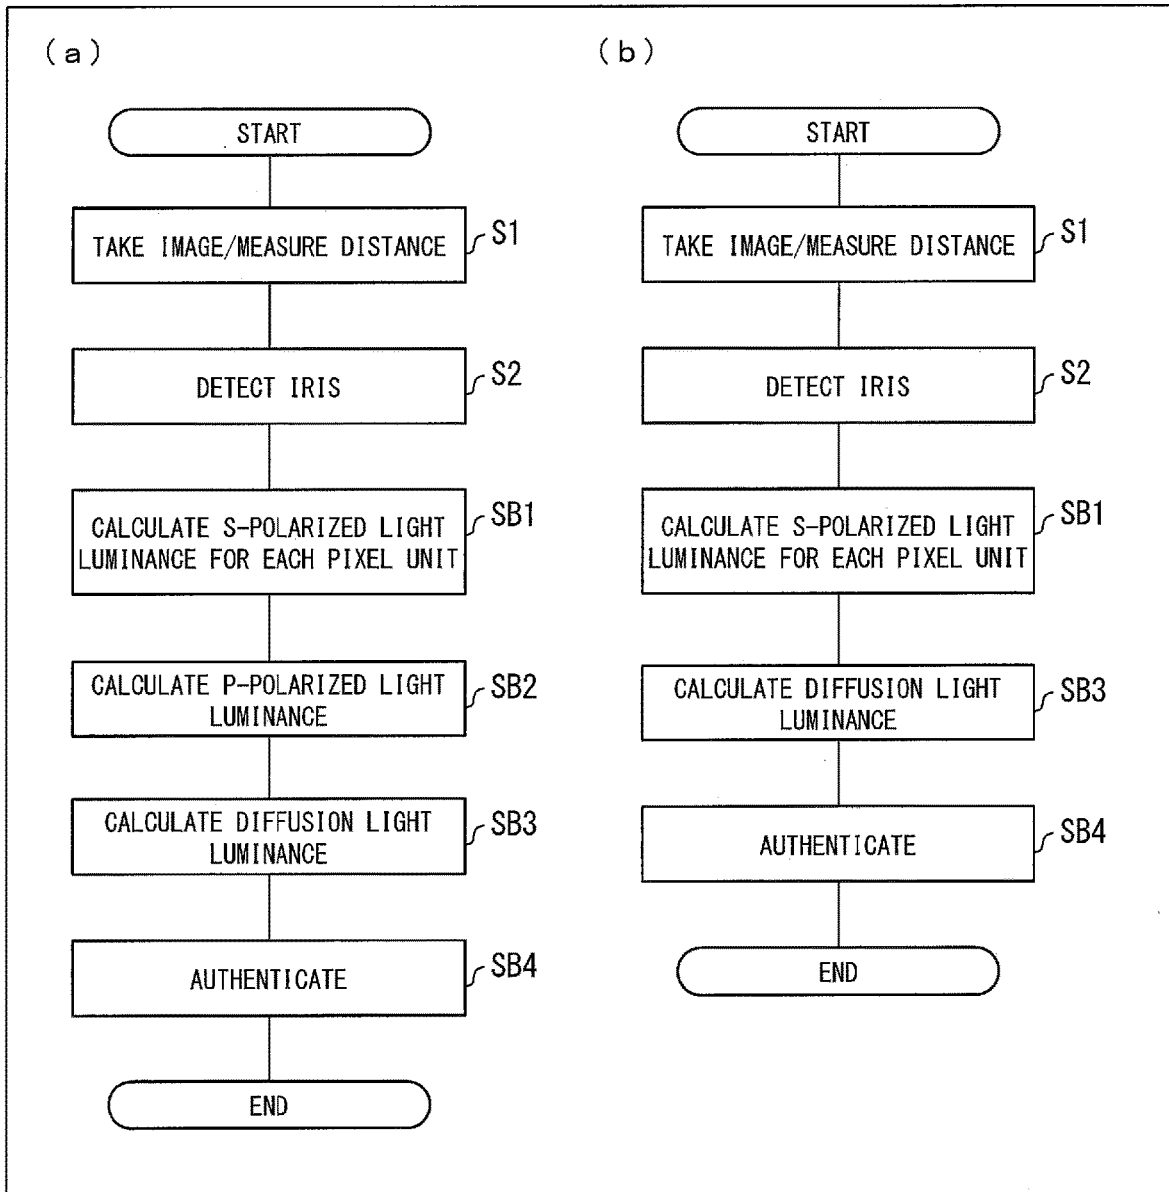 (a)
START
TAKE IMAGE/MEASURE DISTANCE
S1
DETECT IRIS
S2
CALCULATE S-POLARIZED LIGHT
LUMINANCE FOR EACH PIXEL UNIT
SB1
CALCULATE P-POLARIZED LIGHT
LUMINANCE
SB2
CALCULATE DIFFUSION LIGHT
LUMINANCE
SB3
AUTHENTICATE
SB4
END
(b)
START
TAKE IMAGE/MEASURE DISTANCE
S1
DETECT IRIS
S2
CALCULATE S-POLARIZED LIGHT
LUMINANCE FOR EACH PIXEL UNIT
SB1
CALCULATE DIFFUSION LIGHT
LUMINANCE
SB3
AUTHENTICATE
SB4
END